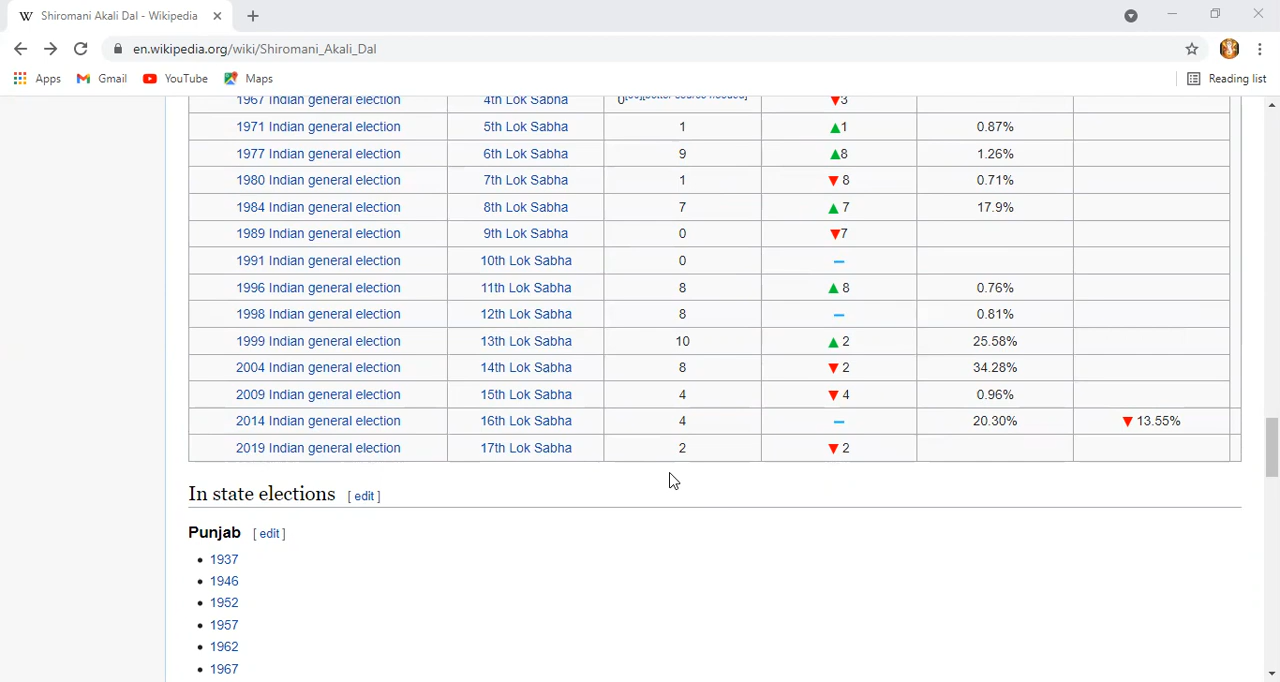 Shiromani Akali Dal - Wikipedia
en.wikipedia.org/wiki/Shiromani_Akali_Dal
Apps Gmail YouTube Maps Reading list
1967 Indian general election 4th Lok Sabha 0 ▼3
1971 Indian general election 5th Lok Sabha 1 ▲1 0.87%
1977 Indian general election 6th Lok Sabha 9 ▲8 1.26%
1980 Indian general election 7th Lok Sabha 1 ▼ 8 0.71%
1984 Indian general election 8th Lok Sabha 7 ▲ 7 17.9%
1989 Indian general election 9th Lok Sabha 0 ▼7
1991 Indian general election 10th Lok Sabha 0 –
1996 Indian general election 11th Lok Sabha 8 ▲ 8 0.76%
1998 Indian general election 12th Lok Sabha 8 – 0.81%
1999 Indian general election 13th Lok Sabha 10 ▲ 2 25.58%
2004 Indian general election 14th Lok Sabha 8 ▼ 2 34.28%
2009 Indian general election 15th Lok Sabha 4 ▼ 4 0.96%
2014 Indian general election 16th Lok Sabha 4 – 20.30% ▼ 13.55%
2019 Indian general election 17th Lok Sabha 2 ▼ 2
In state elections [ edit ]
Punjab [ edit ]
• 1937
• 1946
• 1952
• 1957
• 1962
• 1967